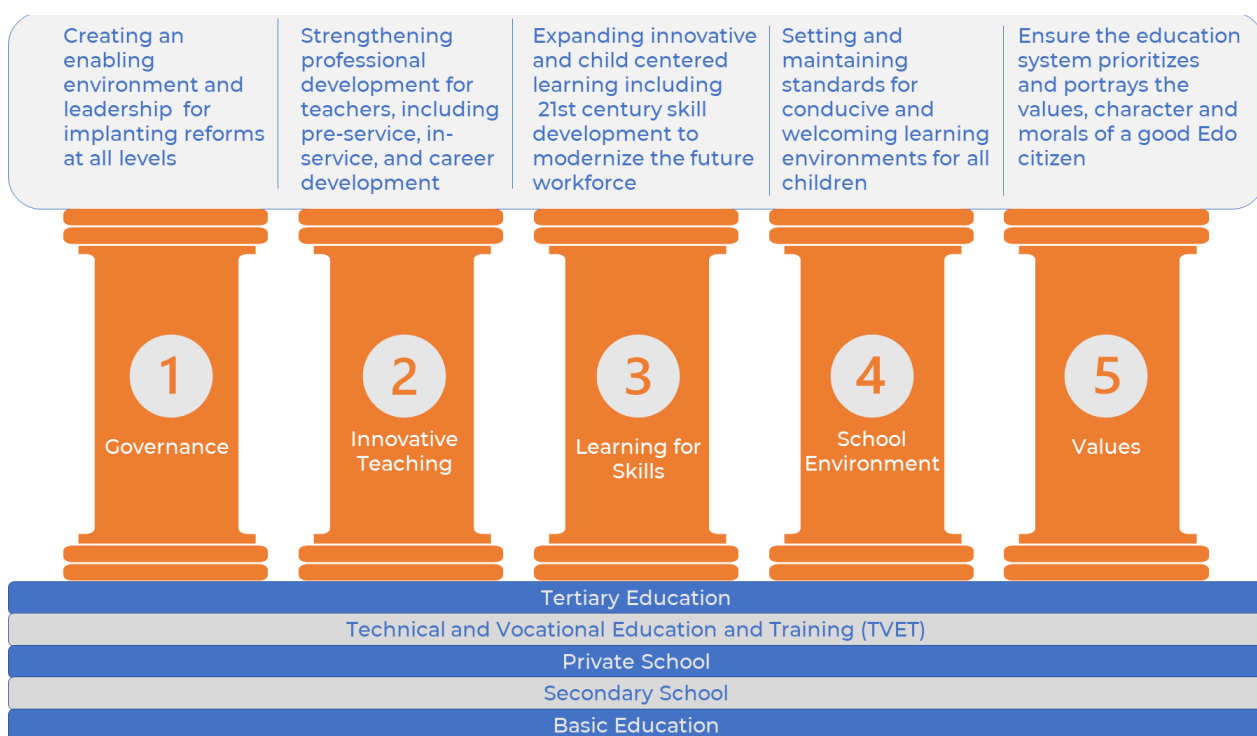 Creating an
enabling
environment and
leadership for
implanting reforms
at all levels
Strengthening
professional
development for
teachers, including
pre-service, in-
service, and career
development
Expanding innovative
and child centered
learning including
21st century skill
development to
modernize the future
workforce
Setting and
maintaining
standards for
conducive and
welcoming learning
environments for all
children
Ensure the education
system prioritizes
and portrays the
values, character and
morals of a good Edo
citizen
1
Governance
2
Innovative
Teaching
3
Learning for
Skills
4
School
Environment
5
Values
Tertiary Education
Technical and Vocational Education and Training (TVET)
Private School
Secondary School
Basic Education